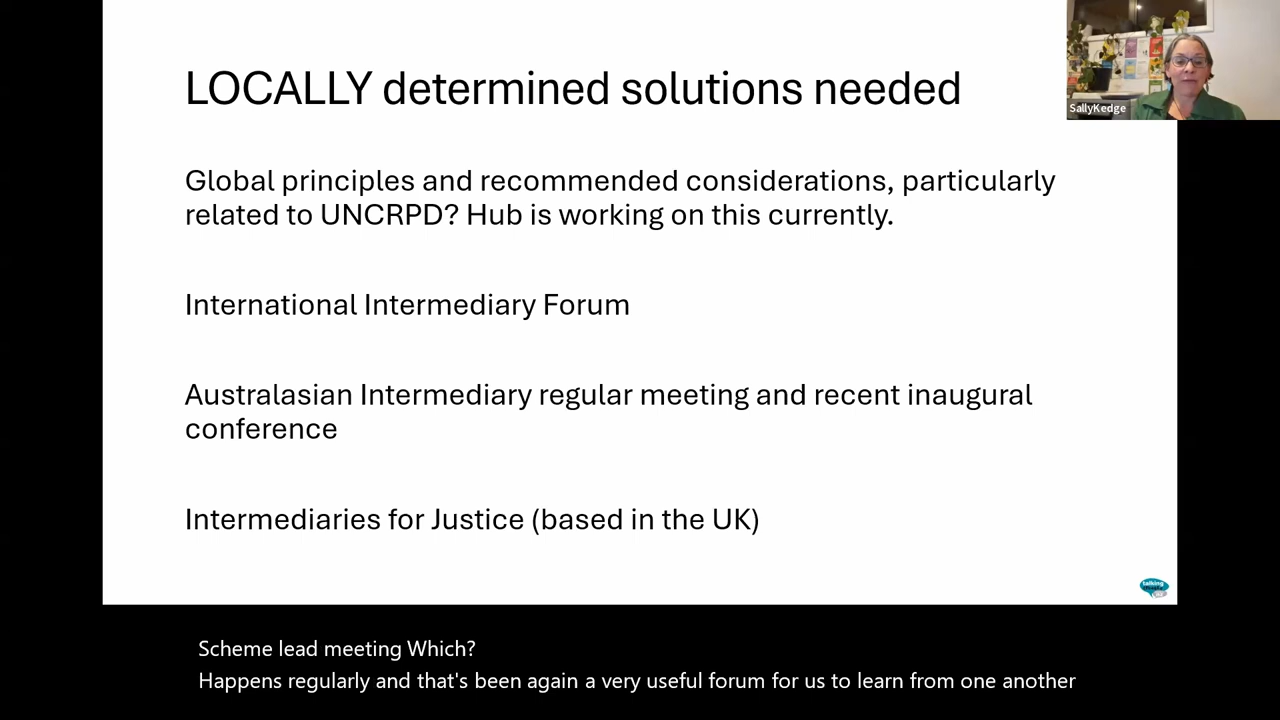 LOCALLY determined solutions needed
SallyKedge
Global principles and recommended considerations, particularly
related to UNCRPD? Hub is working on this currently.
International Intermediary Forum
Australasian Intermediary regular meeting and recent inaugural
conference
Intermediaries for Justice (based in the UK)
talking
Scheme lead meeting Which?
Happens regularly and that's been again a very useful forum for us to learn from one another